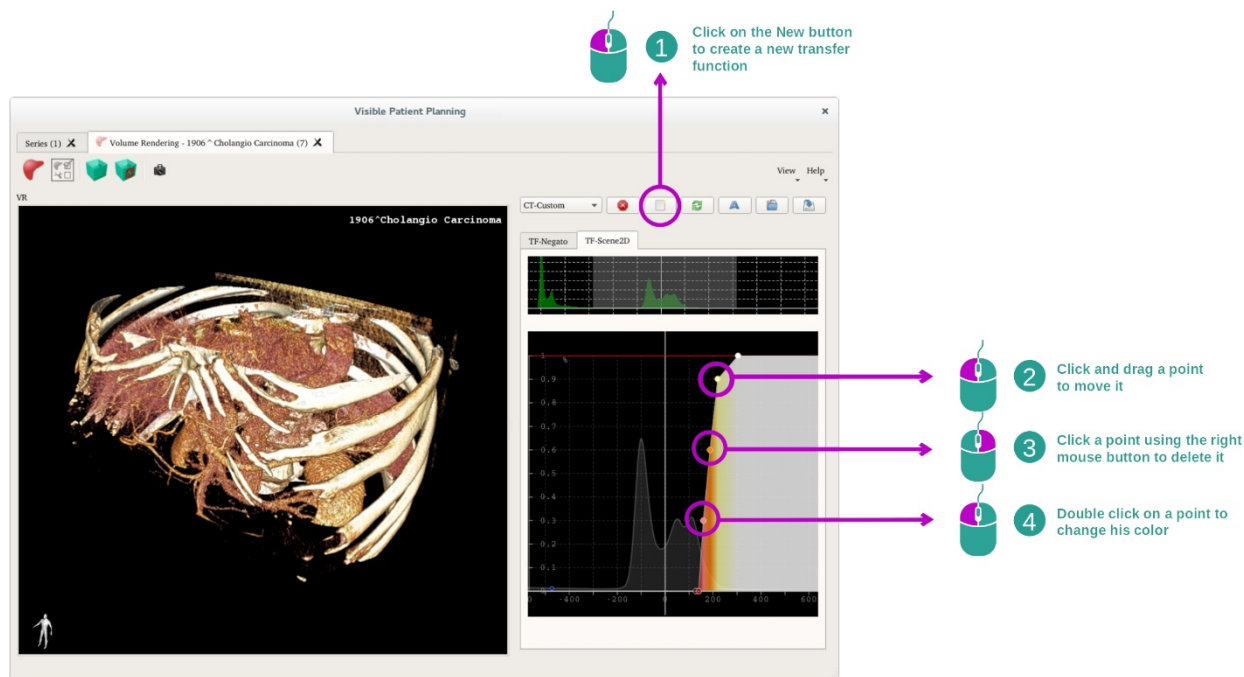 1
Click on the New button
to create a new transfer
function
Visible Patient Planning
Series (1)
Volume Rendering - 1906 ^ Cholangio Carcinoma (7)
View Help
VR
CT-Custom
1906^Cholangio Carcinoma
TF-Negato TF-Scene2D
1
0.9
0.8
0.7
0.6
0.5
0.4
0.3
0.2
0.1
-400 -200 0 200 400 600
2
Click and drag a point
to move it
3
Click a point using the right
mouse button to delete it
4
Double click on a point to
change his color